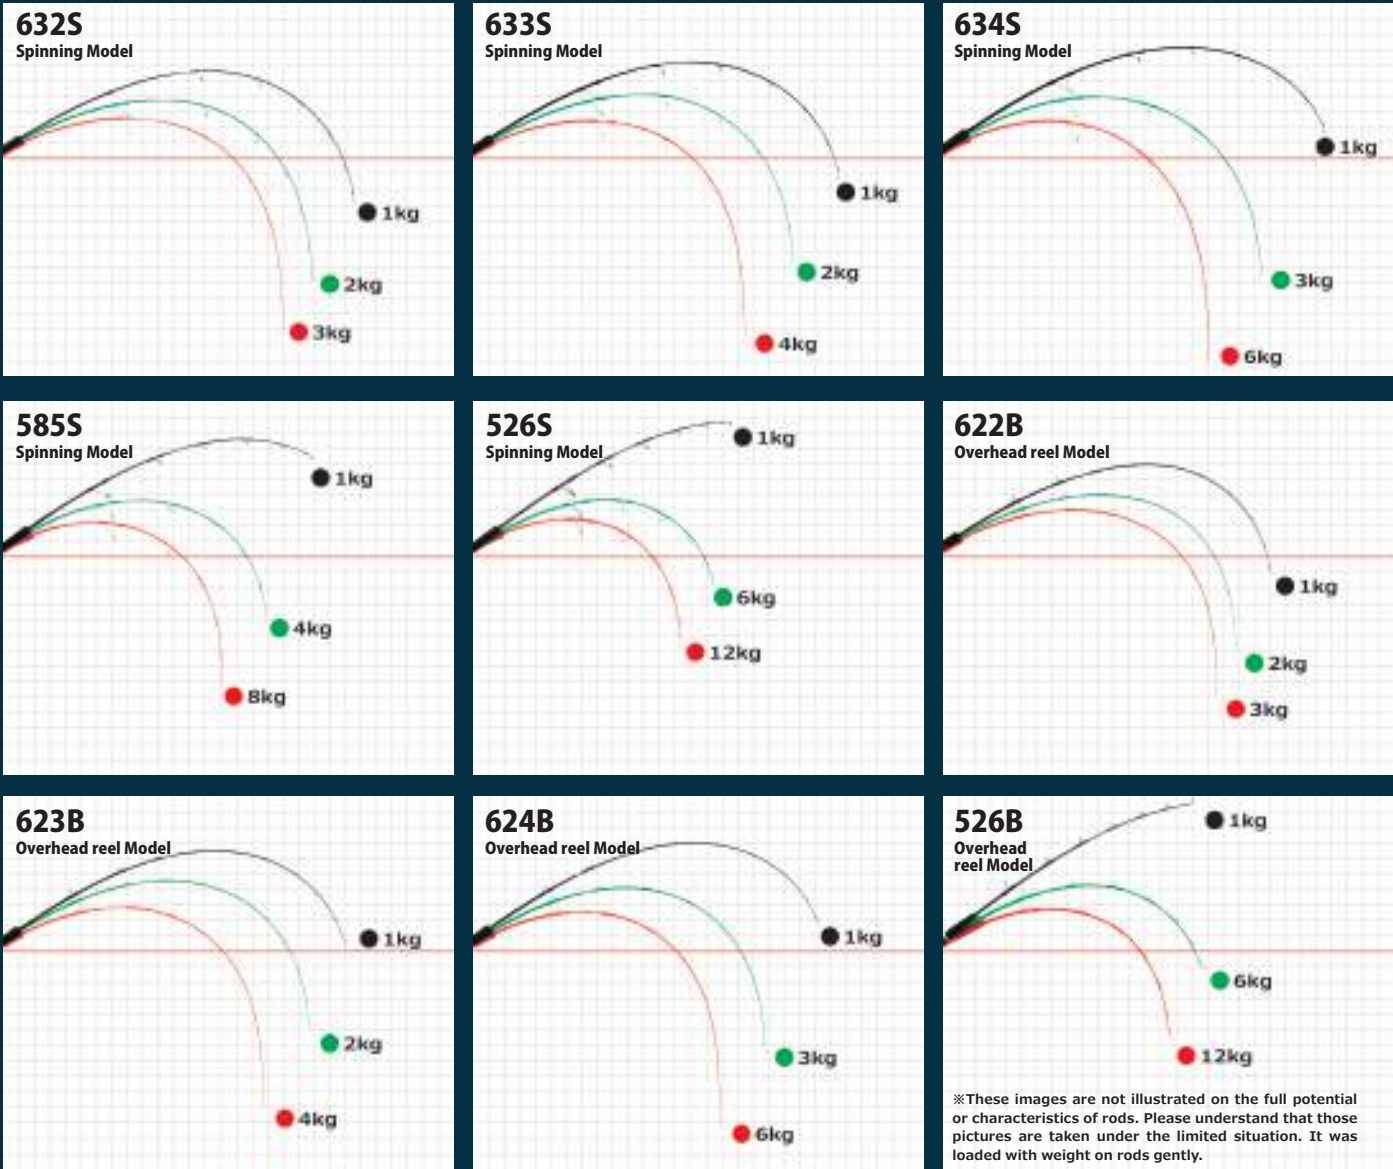 632S
Spinning Model
1kg
2kg
3kg
633S
Spinning Model
1kg
2kg
4kg
634S
Spinning Model
1kg
3kg
6kg
585S
Spinning Model
1kg
4kg
8kg
526S
Spinning Model
1kg
6kg
12kg
622B
Overhead reel Model
1kg
2kg
3kg
623B
Overhead reel Model
1kg
2kg
4kg
624B
Overhead reel Model
1kg
3kg
6kg
526B
Overhead
reel Model
1kg
6kg
12kg
※These images are not illustrated on the full potential
or characteristics of rods. Please understand that those
pictures are taken under the limited situation. It was
loaded with weight on rods gently.